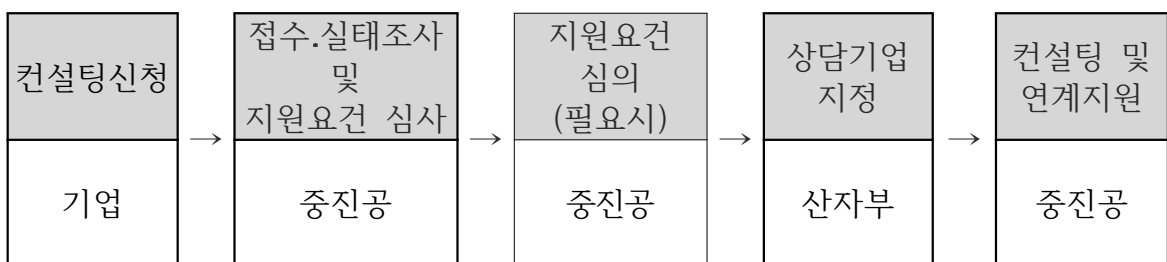 컨설팅신청
접수.실태조사
및
지원요건 심사
지원요건
심의
(필요시)
상담기업
지정
컨설팅 및
연계지원
→
→
→
→
기업
중진공
중진공
산자부
중진공